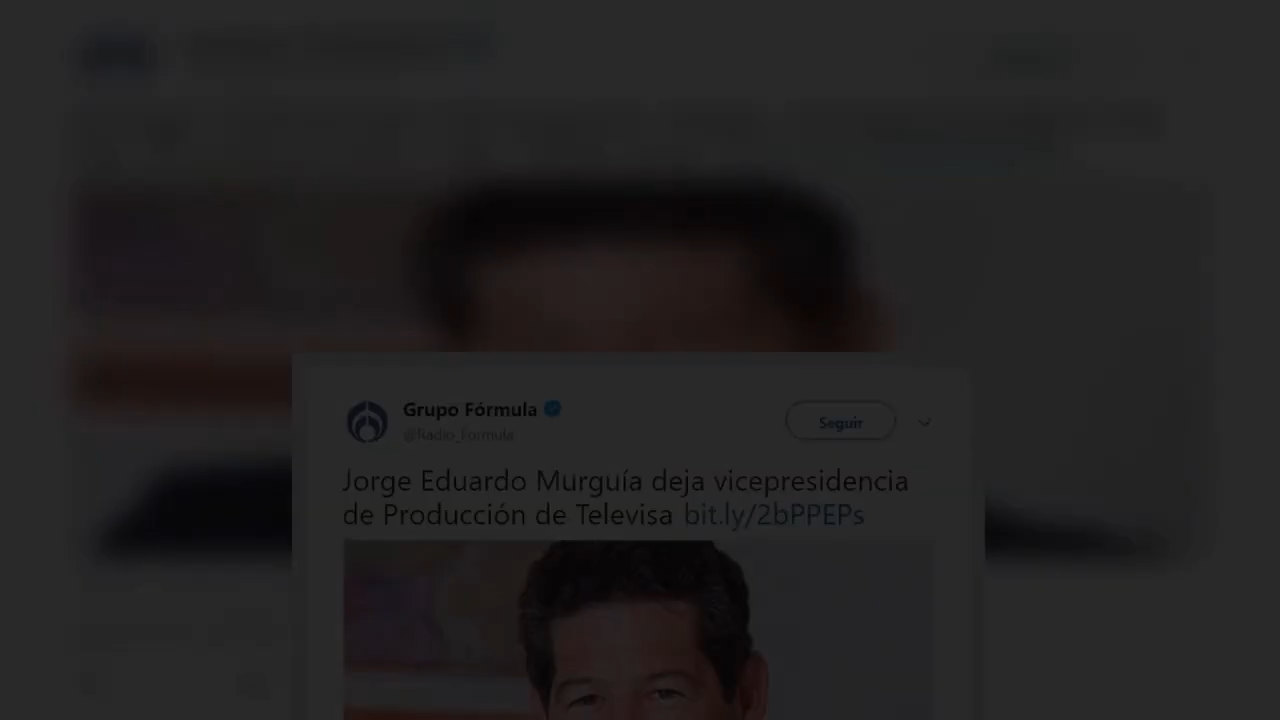 Grupo Fórmula
@Radio_Formula
Seguir
Jorge Eduardo Murguía deja vicepresidencia
de Producción de Televisa bit.ly/2bPPEPs